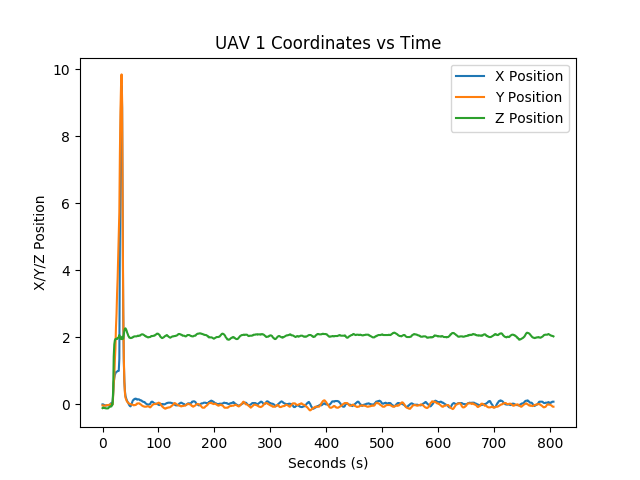 UAV 1 Coordinates vs Time
X Position
Y Position
Z Position
X/Y/Z Position
10
8
6
4
2
0
0 100 200 300 400 500 600 700 800
Seconds (s)